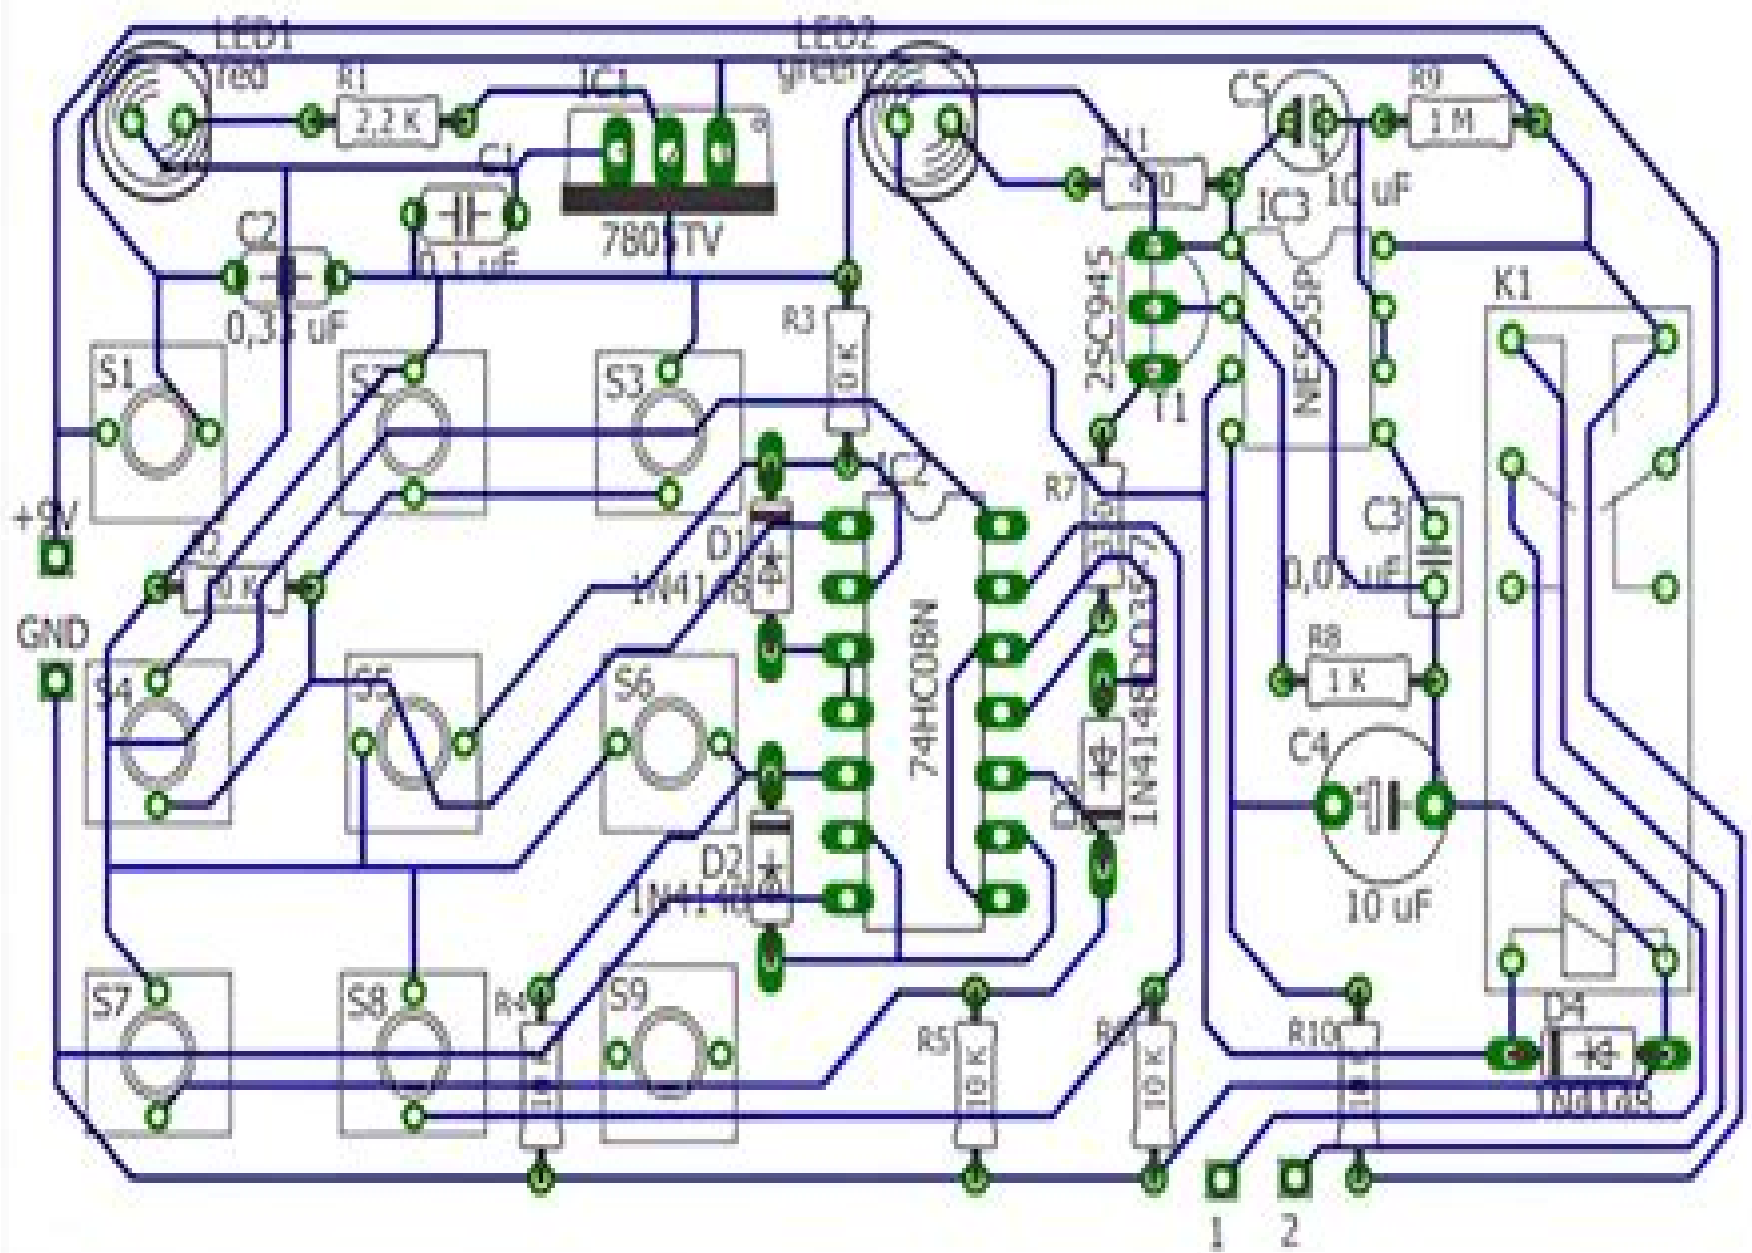 LED1
red
R1
2,2 K
IC1
C1
0,1 uF
7805TV
C2
LED2
green
C5
10 uF
R9
1 M
IC3
NE555P
2SC945
T1
K1
R3
S1
S2
S3
IC2
74HC08N
D1
1N4148
R7
C3
R8
1 K
+9V
GND
S4
S5
S6
D2
C4
10 uF
S7
S8
S9
R4
10 K
R5
10 K
10 K
R10
D4
1
2